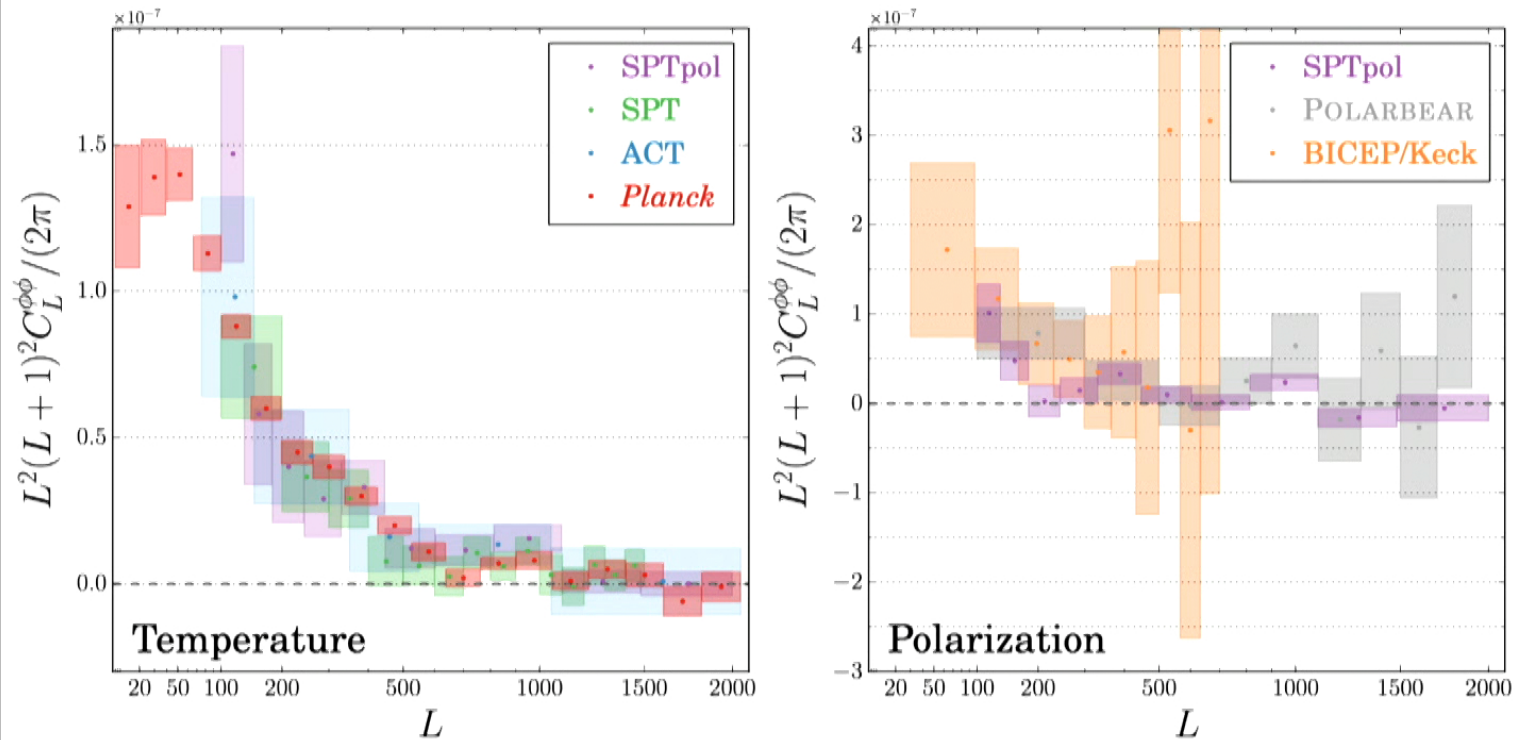 ×10⁻⁷
SPTpol
SPT
ACT
Planck
1.5
1.0
0.5
0.0
L²(L + 1)²C_L^ϕϕ/(2π)
Temperature
20 50 100 200 500 1000 1500 2000
L
×10⁻⁷
SPTpol
POLARBEAR
BICEP/Keck
4
3
2
1
0
−1
−2
−3
L²(L + 1)²C_L^ϕϕ/(2π)
Polarization
20 50 100 200 500 1000 1500 2000
L